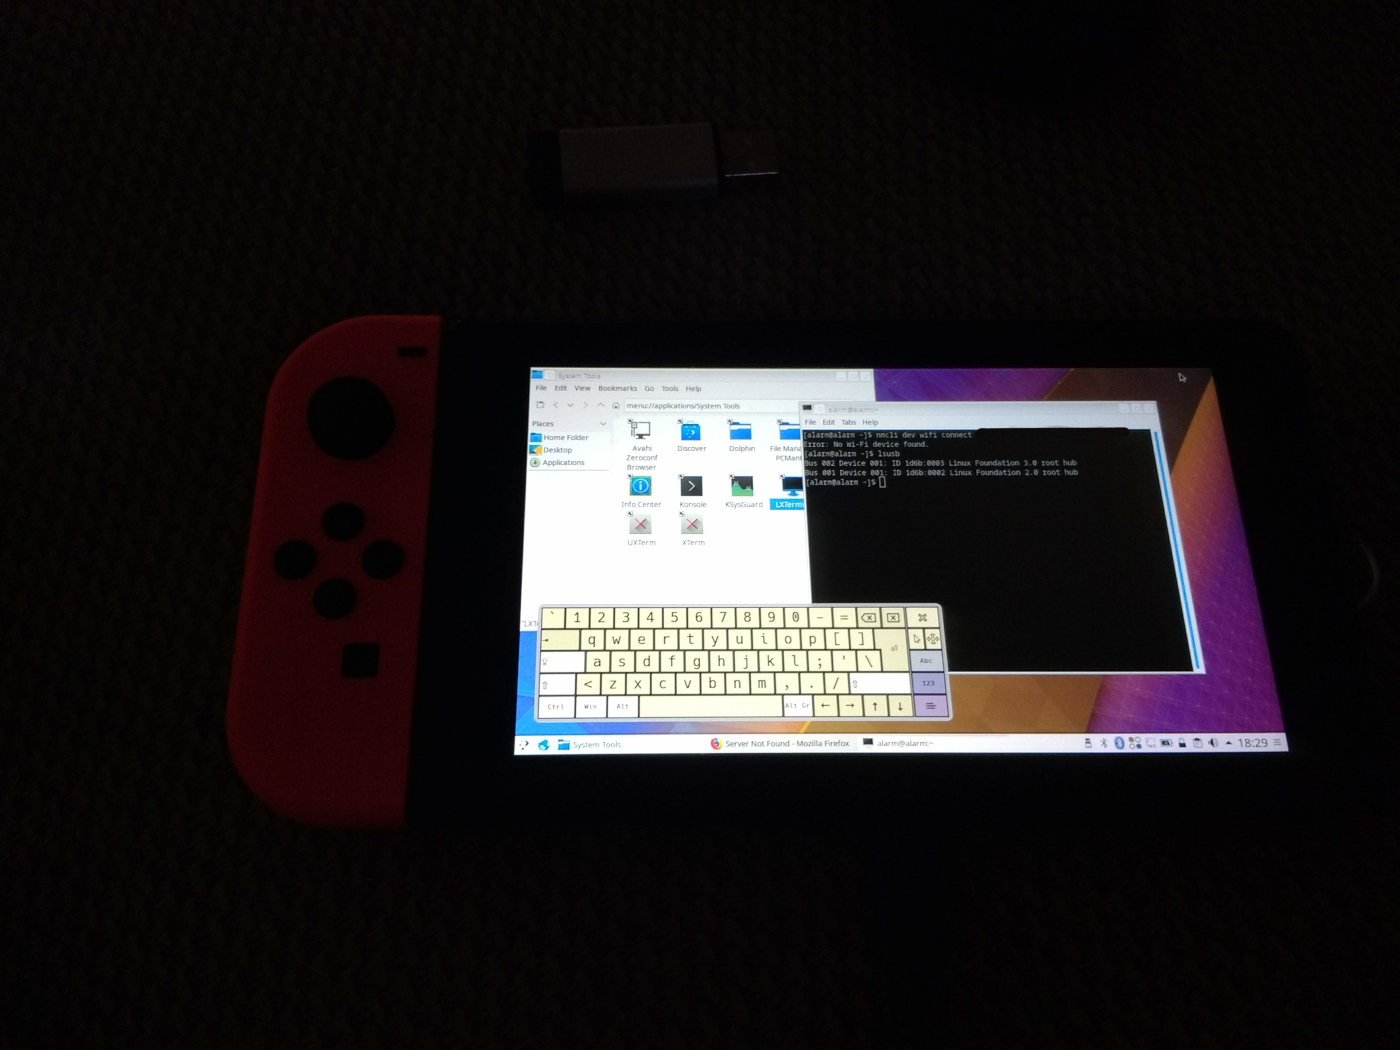 System Tools
File Edit View Bookmarks Go Tools Help
menu://applications/System Tools
Places
Home Folder
Desktop
Applications
Avahi
Zeroconf
Browser
Discover
Dolphin
File Mana
PCMan
Info Center
Konsole
KSysGuard
LXTermi
UXTerm
XTerm
"LXT
alarm@alarm:~
File Edit Tabs Help
[alarm@alarm ~]$ nmcli dev wifi connect
Error: No Wi-Fi device found.
[alarm@alarm ~]$ lsusb
Bus 002 Device 001: ID 1d6b:0003 Linux Foundation 3.0 root hub
Bus 001 Device 001: ID 1d6b:0002 Linux Foundation 2.0 root hub
[alarm@alarm ~]$
` 1 2 3 4 5 6 7 8 9 0 - =
q w e r t y u i o p [ ]
a s d f g h j k l ; ' \ Abc
< z x c v b n m , . / 123
Ctrl Win Alt Alt Gr ← → ↑ ↓
System Tools
Server Not Found - Mozilla Firefox
alarm@alarm:~
18:29